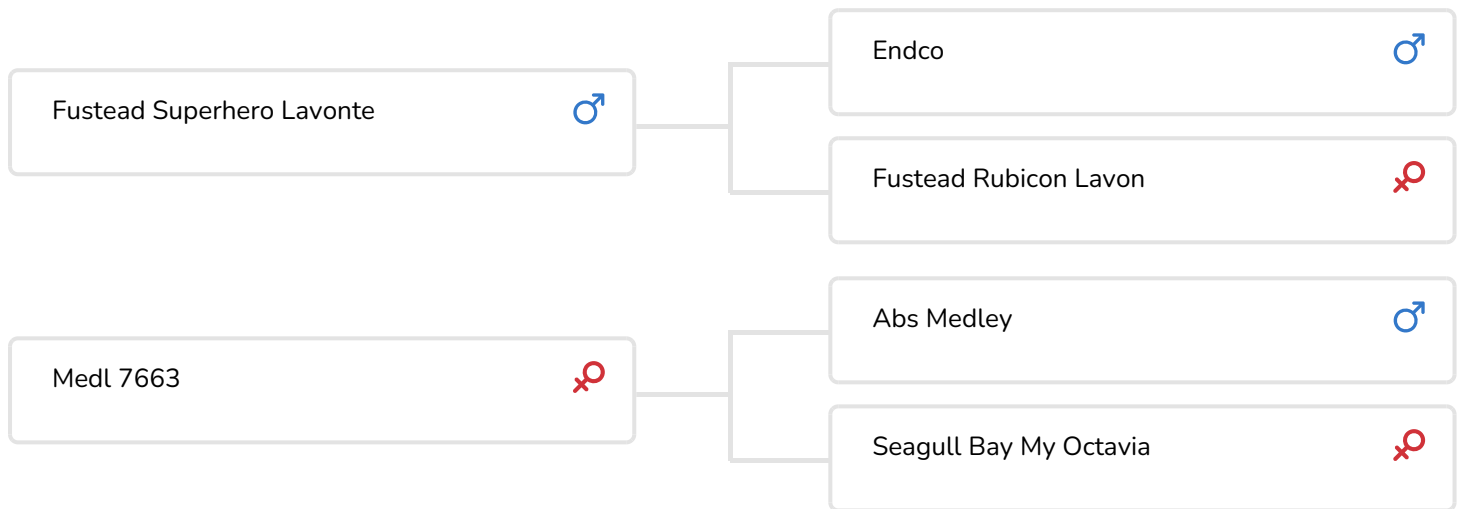 Endco
Fustead Superhero Lavonte
Fustead Rubicon Lavon
Abs Medley
Medl 7663
Seagull Bay My Octavia